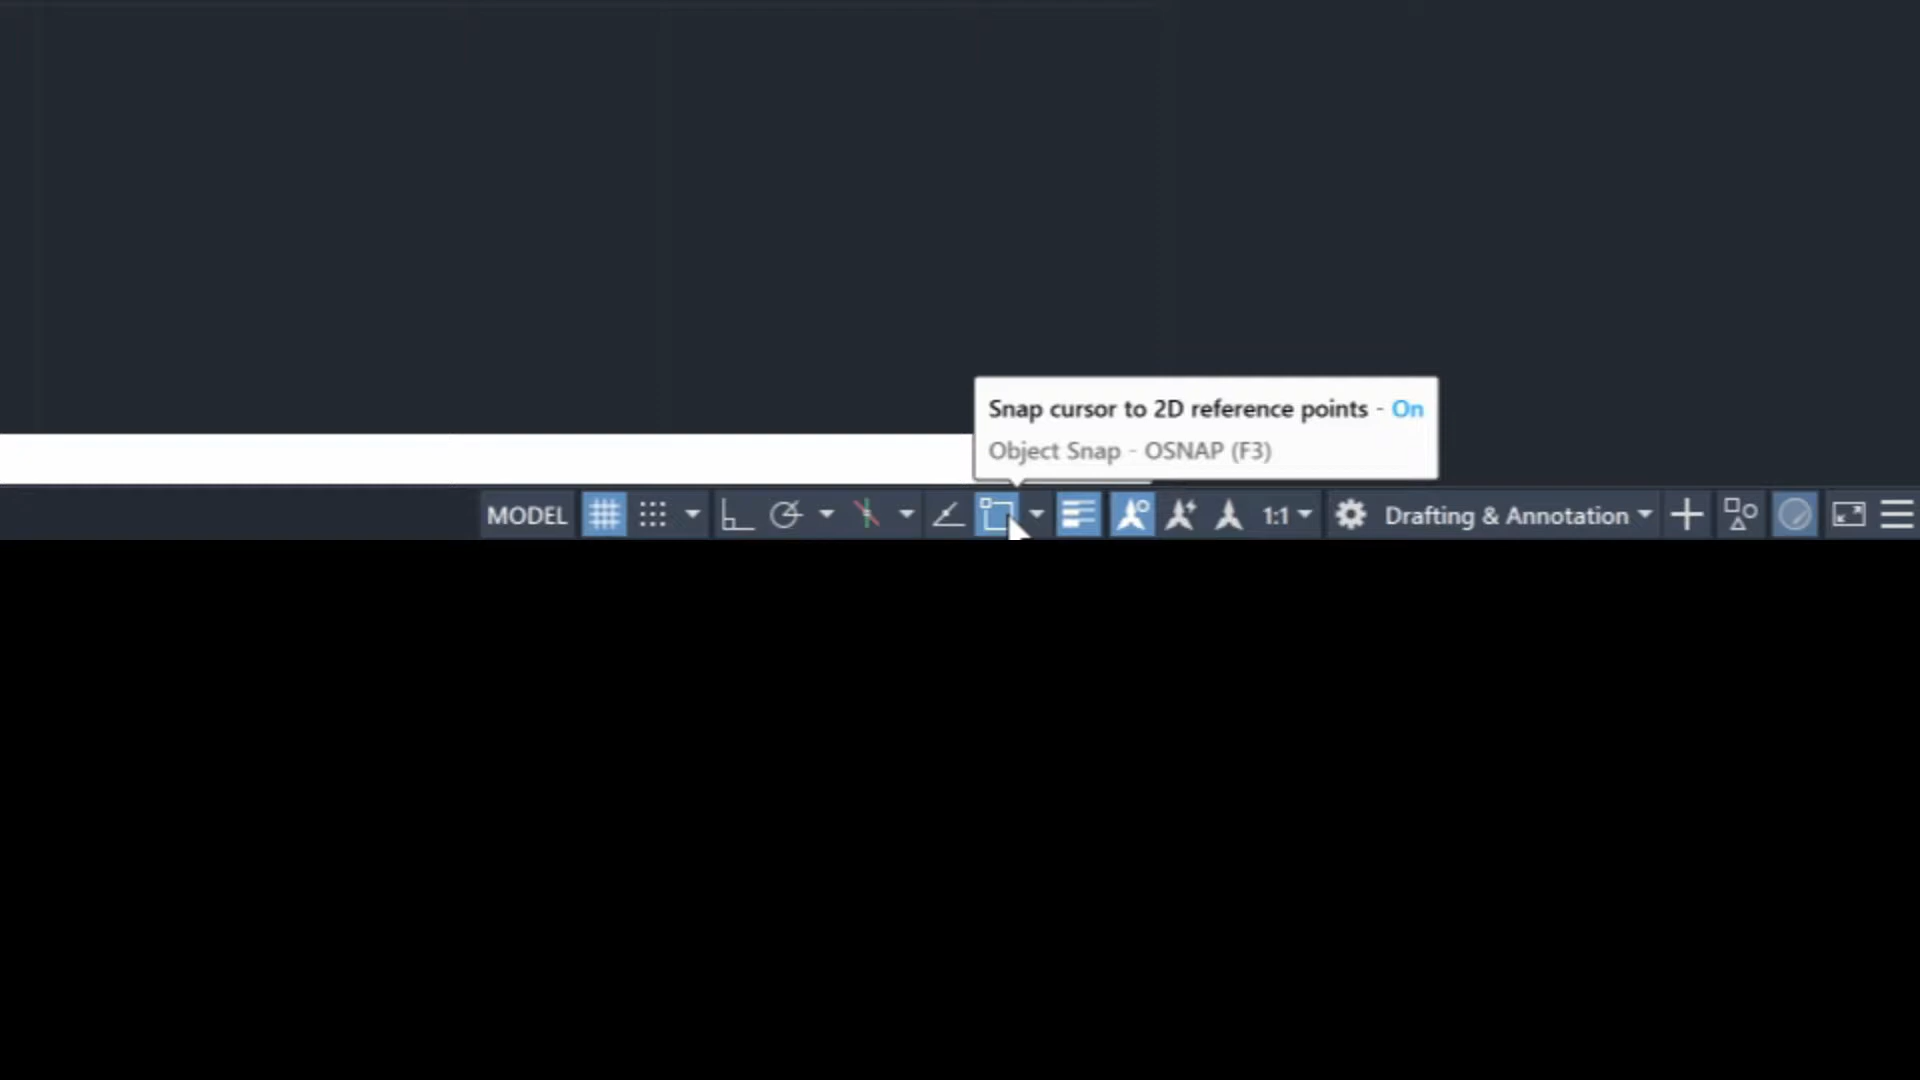 Snap cursor to 2D reference points - On
Object Snap - OSNAP (F3)
MODEL 1:1 Drafting & Annotation